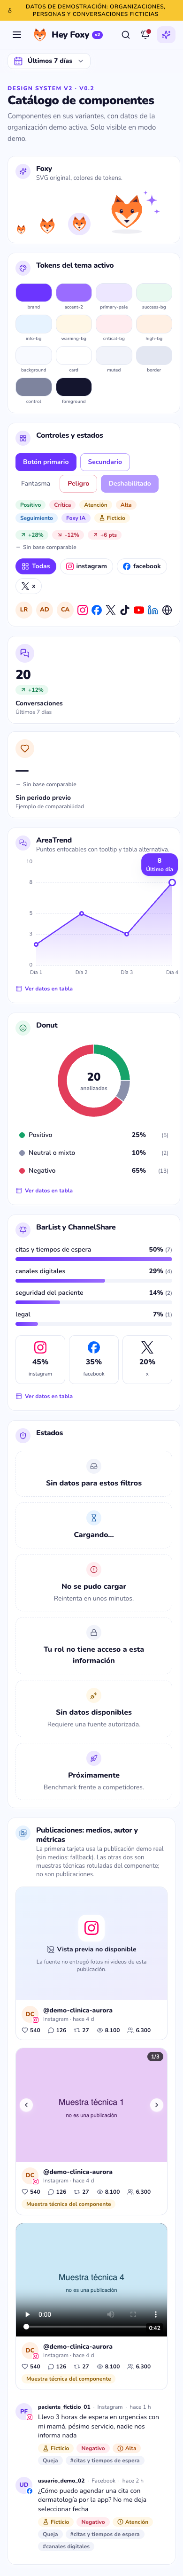 DATOS DE DEMOSTRACIÓN: ORGANIZACIONES,
PERSONAS Y CONVERSACIONES FICTICIAS
Hey Foxy v2
Últimos 7 días
DESIGN SYSTEM V2 · V0.2
Catálogo de componentes
Componentes en sus variantes, con datos de la
organización demo activa. Solo visible en modo
demo.
Foxy
SVG original, colores de tokens.
Tokens del tema activo
brand
accent-2
primary-pale
success-bg
info-bg
warning-bg
critical-bg
high-bg
background
card
muted
border
control
foreground
Controles y estados
Botón primario
Secundario
Fantasma
Peligro
Deshabilitado
Positivo
Crítica
Atención
Alta
Seguimiento
Foxy IA
Ficticio
+28%
-12%
+6 pts
Sin base comparable
Todas
instagram
facebook
x
LR
AD
CA
20
+12%
Conversaciones
Últimos 7 días
—
Sin base comparable
Sin periodo previo
Ejemplo de comparabilidad
AreaTrend
Puntos enfocables con tooltip y tabla alternativa.
8
Último día
10
8
5
3
0
Día 1
Día 2
Día 3
Día 4
Ver datos en tabla
Donut
20
analizadas
Positivo 25% (5)
Neutral o mixto 10% (2)
Negativo 65% (13)
Ver datos en tabla
BarList y ChannelShare
citas y tiempos de espera 50% (7)
canales digitales 29% (4)
seguridad del paciente 14% (2)
legal 7% (1)
45%
instagram
35%
facebook
20%
x
Ver datos en tabla
Estados
Sin datos para estos filtros
Cargando...
No se pudo cargar
Reintenta en unos minutos.
Tu rol no tiene acceso a esta
información
Sin datos disponibles
Requiere una fuente autorizada.
Próximamente
Benchmark frente a competidores.
Publicaciones: medios, autor y
métricas
La primera tarjeta usa la publicación demo real
(sin medios: fallback). Las otras dos son
muestras técnicas rotuladas del componente;
no son publicaciones.
Vista previa no disponible
La fuente no entregó fotos ni videos de esta
publicación.
DC
@demo-clinica-aurora
Instagram · hace 4 d
540 126 27 8.100 6.300
1/3
Muestra técnica 1
no es una publicación
DC
@demo-clinica-aurora
Instagram · hace 4 d
540 126 27 8.100 6.300
Muestra técnica del componente
Muestra técnica 4
no es una publicación
0:00
0:42
DC
@demo-clinica-aurora
Instagram · hace 4 d
540 126 27 8.100 6.300
Muestra técnica del componente
PF
paciente_ficticio_01 · Instagram · hace 1 h
Llevo 3 horas de espera en urgencias con
mi mamá, pésimo servicio, nadie nos
informa nada
Ficticio
Negativo
Alta
Queja
#citas y tiempos de espera
UD
usuario_demo_02 · Facebook · hace 2 h
¿Cómo puedo agendar una cita con
dermatología por la app? No me deja
seleccionar fecha
Ficticio
Negativo
Atención
Queja
#citas y tiempos de espera
#canales digitales